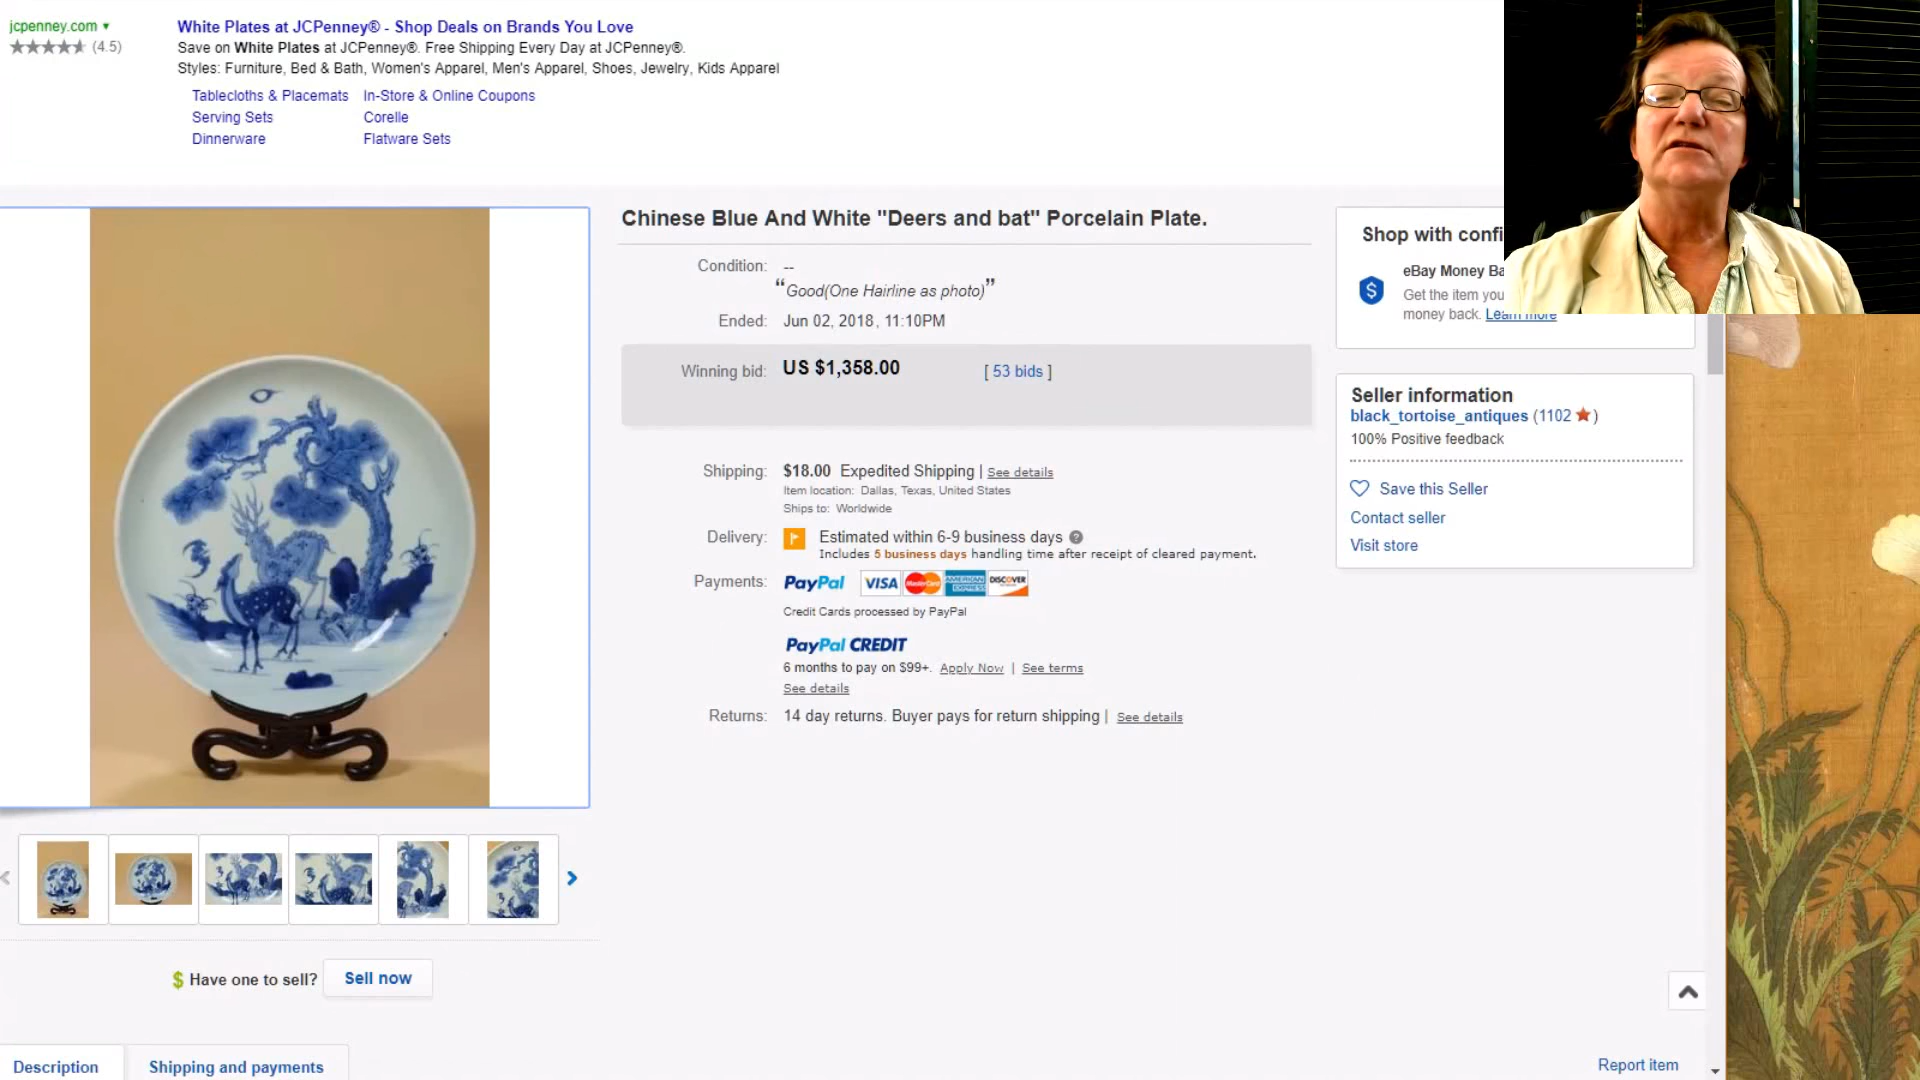 jcpenney.com
(4.5)
White Plates at JCPenney® - Shop Deals on Brands You Love
Save on White Plates at JCPenney®. Free Shipping Every Day at JCPenney®.
Styles: Furniture, Bed & Bath, Women's Apparel, Men's Apparel, Shoes, Jewelry, Kids Apparel
Tablecloths & Placemats In-Store & Online Coupons
Serving Sets Corelle
Dinnerware Flatware Sets
Chinese Blue And White "Deers and bat" Porcelain Plate.
Condition: --
“Good(One Hairline as photo)”
Ended: Jun 02, 2018 , 11:10PM
Winning bid: US $1,358.00 [ 53 bids ]
Shipping: $18.00 Expedited Shipping | See details
Item location: Dallas, Texas, United States
Ships to: Worldwide
Delivery: Estimated within 6-9 business days ?
Includes 5 business days handling time after receipt of cleared payment.
Payments: PayPal VISA MasterCard AMERICAN EXPRESS DISCOVER
Credit Cards processed by PayPal
PayPal CREDIT
6 months to pay on $99+. Apply Now | See terms
See details
Returns: 14 day returns. Buyer pays for return shipping | See details
Shop with confi
eBay Money Ba
Get the item you
money back. Learn more
Seller information
black_tortoise_antiques (1102 )
100% Positive feedback
Save this Seller
Contact seller
Visit store
$ Have one to sell? Sell now
Description Shipping and payments
Report item